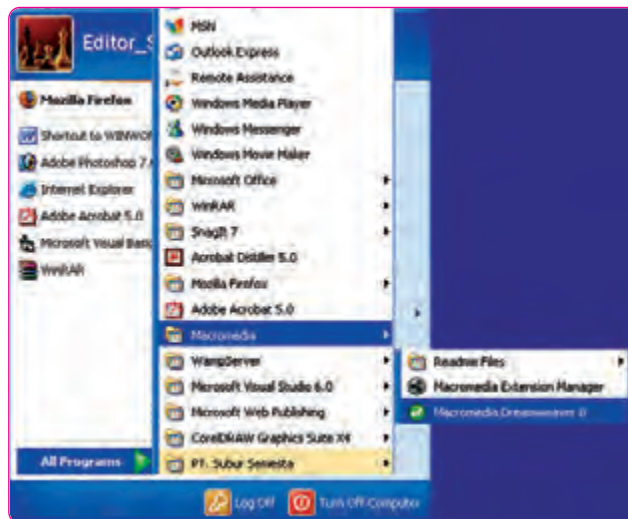 Editor_S
Mozilla Firefox
Shortcut to WINWOR
Adobe Photoshop 7.
Internet Explorer
Adobe Acrobat 5.0
Microsoft Visual Basic
WinRAR
All Programs
MSN
Outlook Express
Remote Assistance
Windows Media Player
Windows Messenger
Windows Movie Maker
Microsoft Office
WinRAR
SnagIt 7
Acrobat Distiller 5.0
Mozilla Firefox
Adobe Acrobat 5.0
Macromedia
WampServer
Microsoft Visual Studio 6.0
Microsoft Web Publishing
CorelDRAW Graphics Suite X4
PT. Subur Semesta
Readme Files
Macromedia Extension Manager
Macromedia Dreamweaver 8
Log Off
Turn Off Computer